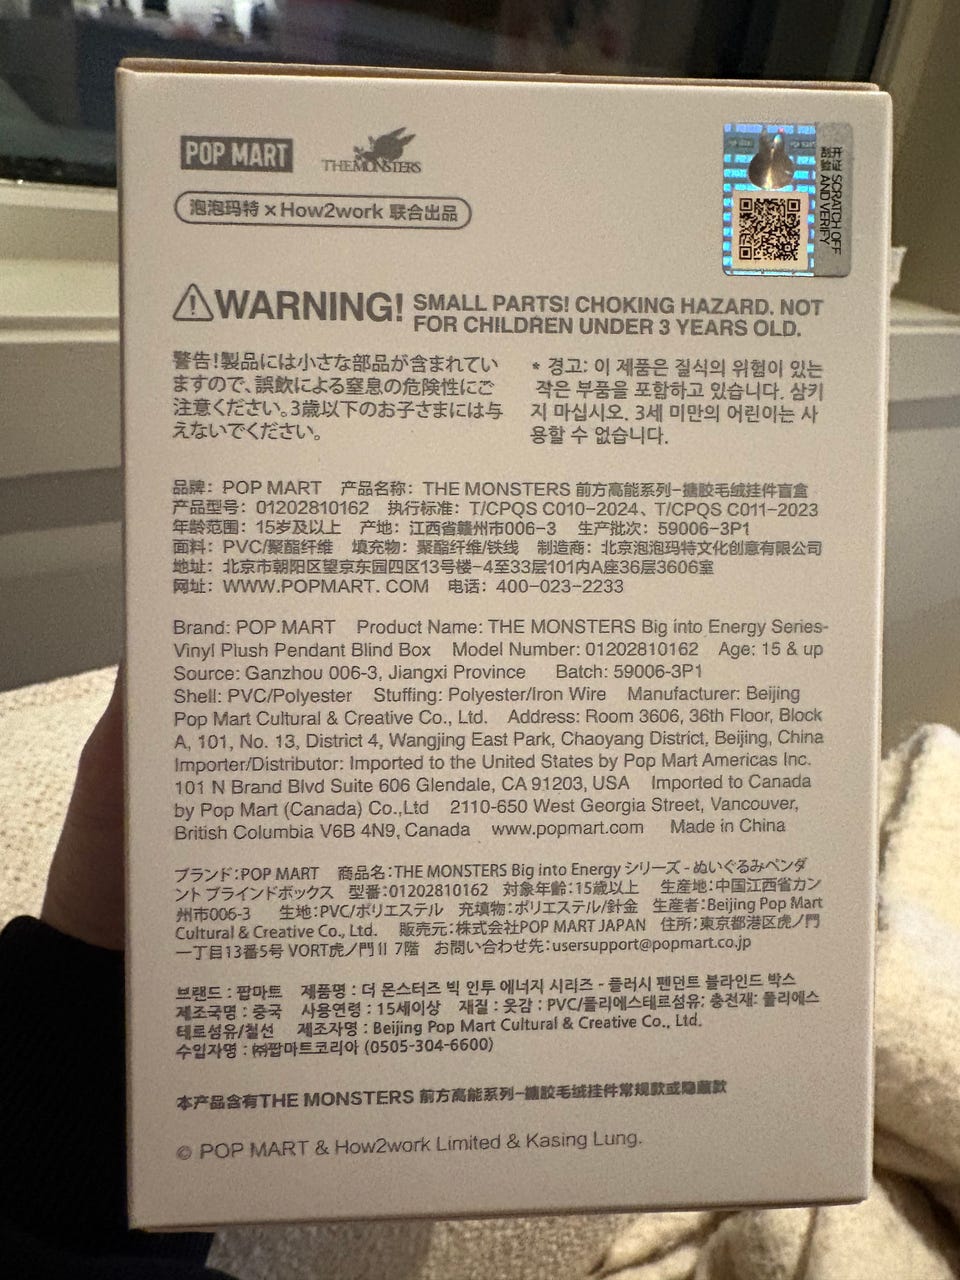 POP MART
THE MONSTERS
泡泡玛特 × How2work 联合出品
开启 SCRATCH OFF
验证 AND VERIFY
WARNING! SMALL PARTS! CHOKING HAZARD. NOT
FOR CHILDREN UNDER 3 YEARS OLD.
警告!製品には小さな部品が含まれてい
ますので、誤飲による窒息の危険性にご
注意ください。3歳以下のお子さまには与
えないでください。
* 경고: 이 제품은 질식의 위험이 있는
작은 부품을 포함하고 있습니다. 삼키
지 마십시오. 3세 미만의 어린이는 사
용할 수 없습니다.
品牌: POP MART 产品名称: THE MONSTERS 前方高能系列-搪胶毛绒挂件盲盒
产品型号: 01202810162 执行标准: T/CPQS C010-2024、T/CPQS C011-2023
年龄范围: 15岁及以上 产地: 江西省赣州市006-3 生产批次: 59006-3P1
面料: PVC/聚酯纤维 填充物: 聚酯纤维/铁线 制造商: 北京泡泡玛特文化创意有限公司
地址: 北京市朝阳区望京东园四区13号楼-4至33层101内A座36层3606室
网址: WWW.POPMART.COM 电话: 400-023-2233
Brand: POP MART Product Name: THE MONSTERS Big into Energy Series-
Vinyl Plush Pendant Blind Box Model Number: 01202810162 Age: 15 & up
Source: Ganzhou 006-3, Jiangxi Province Batch: 59006-3P1
Shell: PVC/Polyester Stuffing: Polyester/Iron Wire Manufacturer: Beijing
Pop Mart Cultural & Creative Co., Ltd. Address: Room 3606, 36th Floor, Block
A, 101, No. 13, District 4, Wangjing East Park, Chaoyang District, Beijing, China
Importer/Distributor: Imported to the United States by Pop Mart Americas Inc.
101 N Brand Blvd Suite 606 Glendale, CA 91203, USA Imported to Canada
by Pop Mart (Canada) Co.,Ltd 2110-650 West Georgia Street, Vancouver,
British Columbia V6B 4N9, Canada www.popmart.com Made in China
ブランド:POP MART 商品名:THE MONSTERS Big into Energy シリーズ - ぬいぐるみペンダ
ント ブラインドボックス 型番:01202810162 対象年齢:15歳以上 生産地:中国江西省カン
州市006-3 生地:PVC/ポリエステル 充填物:ポリエステル/針金 生産者:Beijing Pop Mart
Cultural & Creative Co., Ltd. 販売元:株式会社POP MART JAPAN 住所:東京都港区虎ノ門
一丁目13番5号 VORT虎ノ門Ⅱ 7階 お問い合わせ先:usersupport@popmart.co.jp
브랜드 : 팝마트 제품명 : 더 몬스터즈 빅 인투 에너지 시리즈 - 플러시 펜던트 블라인드 박스
제조국명 : 중국 사용연령 : 15세이상 재질 : 옷감 : PVC/폴리에스테르섬유; 충전재: 폴리에스
테르섬유/철선 제조자명 : Beijing Pop Mart Cultural & Creative Co., Ltd.
수입자명 : ㈜팝마트코리아 (0505-304-6600)
本产品含有THE MONSTERS 前方高能系列-搪胶毛绒挂件常规款或隐藏款
© POP MART & How2work Limited & Kasing Lung.